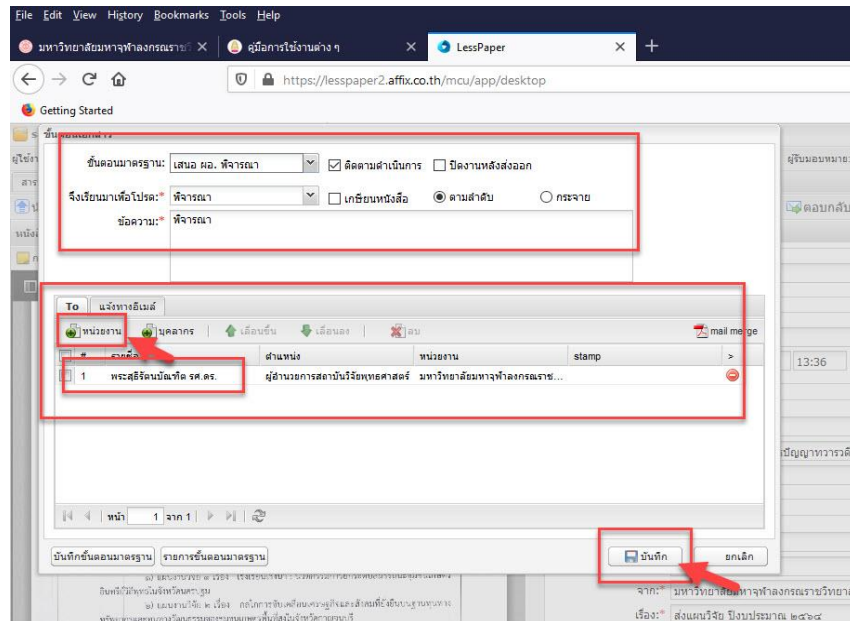 File Edit View History Bookmarks Tools Help
มหาวิทยาลัยมหาจุฬาลงกรณราชวิ คู่มือการใช้งานต่าง ๆ LessPaper
https://lesspaper2.affix.co.th/mcu/app/desktop
Getting Started
ขั้นตอนเอกสาร
ขั้นตอนมาตรฐาน: เสนอ ผอ. พิจารณา ติดตามดำเนินการ ปิดงานหลังส่งออก
จึงเรียนมาเพื่อโปรด:* พิจารณา เกษียนหนังสือ ตามลำดับ กระจาย
ข้อความ:* พิจารณา
ตอบกลับ
To แจ้งทางอีเมล์
หน่วยงาน บุคลากร เลื่อนขึ้น เลื่อนลง ลบ mail merge
# รายชื่อ ตำแหน่ง หน่วยงาน stamp >
1 พระสุธีรัตนบัณฑิต รศ.ดร. ผู้อำนวยการสถาบันวิจัยพุทธศาสตร์ มหาวิทยาลัยมหาจุฬาลงกรณราช...
13:36
หน้า 1 จาก 1
บันทึกขั้นตอนมาตรฐาน รายการขั้นตอนมาตรฐาน บันทึก ยกเลิก
จาก:* มหาวิทยาลัยมหาจุฬาลงกรณราชวิทยา
เรื่อง:* ส่งแผนวิจัย ปีงบประมาณ ๒๕๖๔